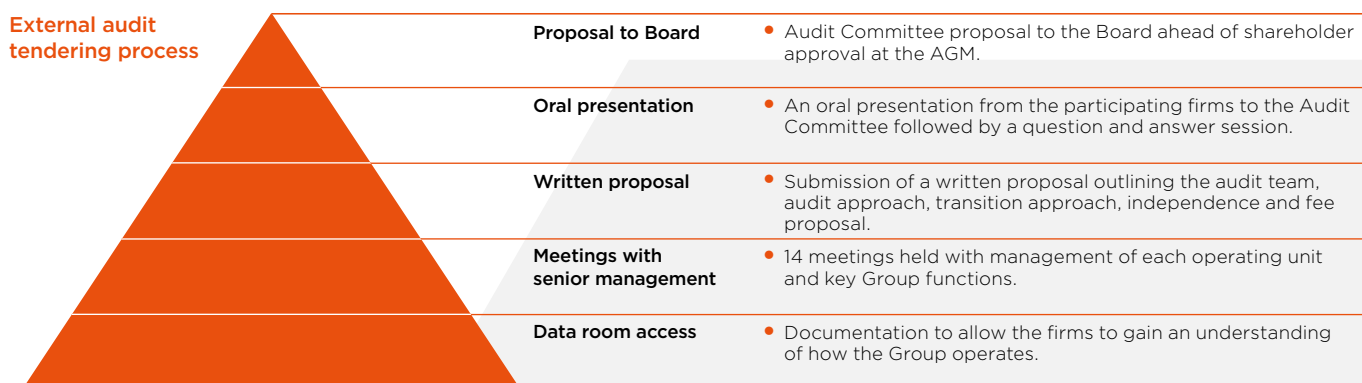 External audit
tendering process
Proposal to Board
• Audit Committee proposal to the Board ahead of shareholder
approval at the AGM.
Oral presentation
• An oral presentation from the participating firms to the Audit
Committee followed by a question and answer session.
Written proposal
• Submission of a written proposal outlining the audit team,
audit approach, transition approach, independence and fee
proposal.
Meetings with
senior management
• 14 meetings held with management of each operating unit
and key Group functions.
Data room access
• Documentation to allow the firms to gain an understanding
of how the Group operates.